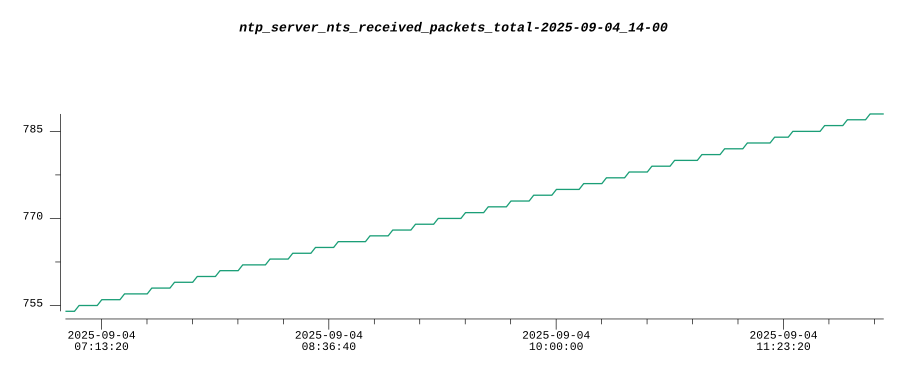 ntp_server_nts_received_packets_total-2025-09-04_14-00
785
770
755
2025-09-04 2025-09-04 2025-09-04 2025-09-04
07:13:20 08:36:40 10:00:00 11:23:20